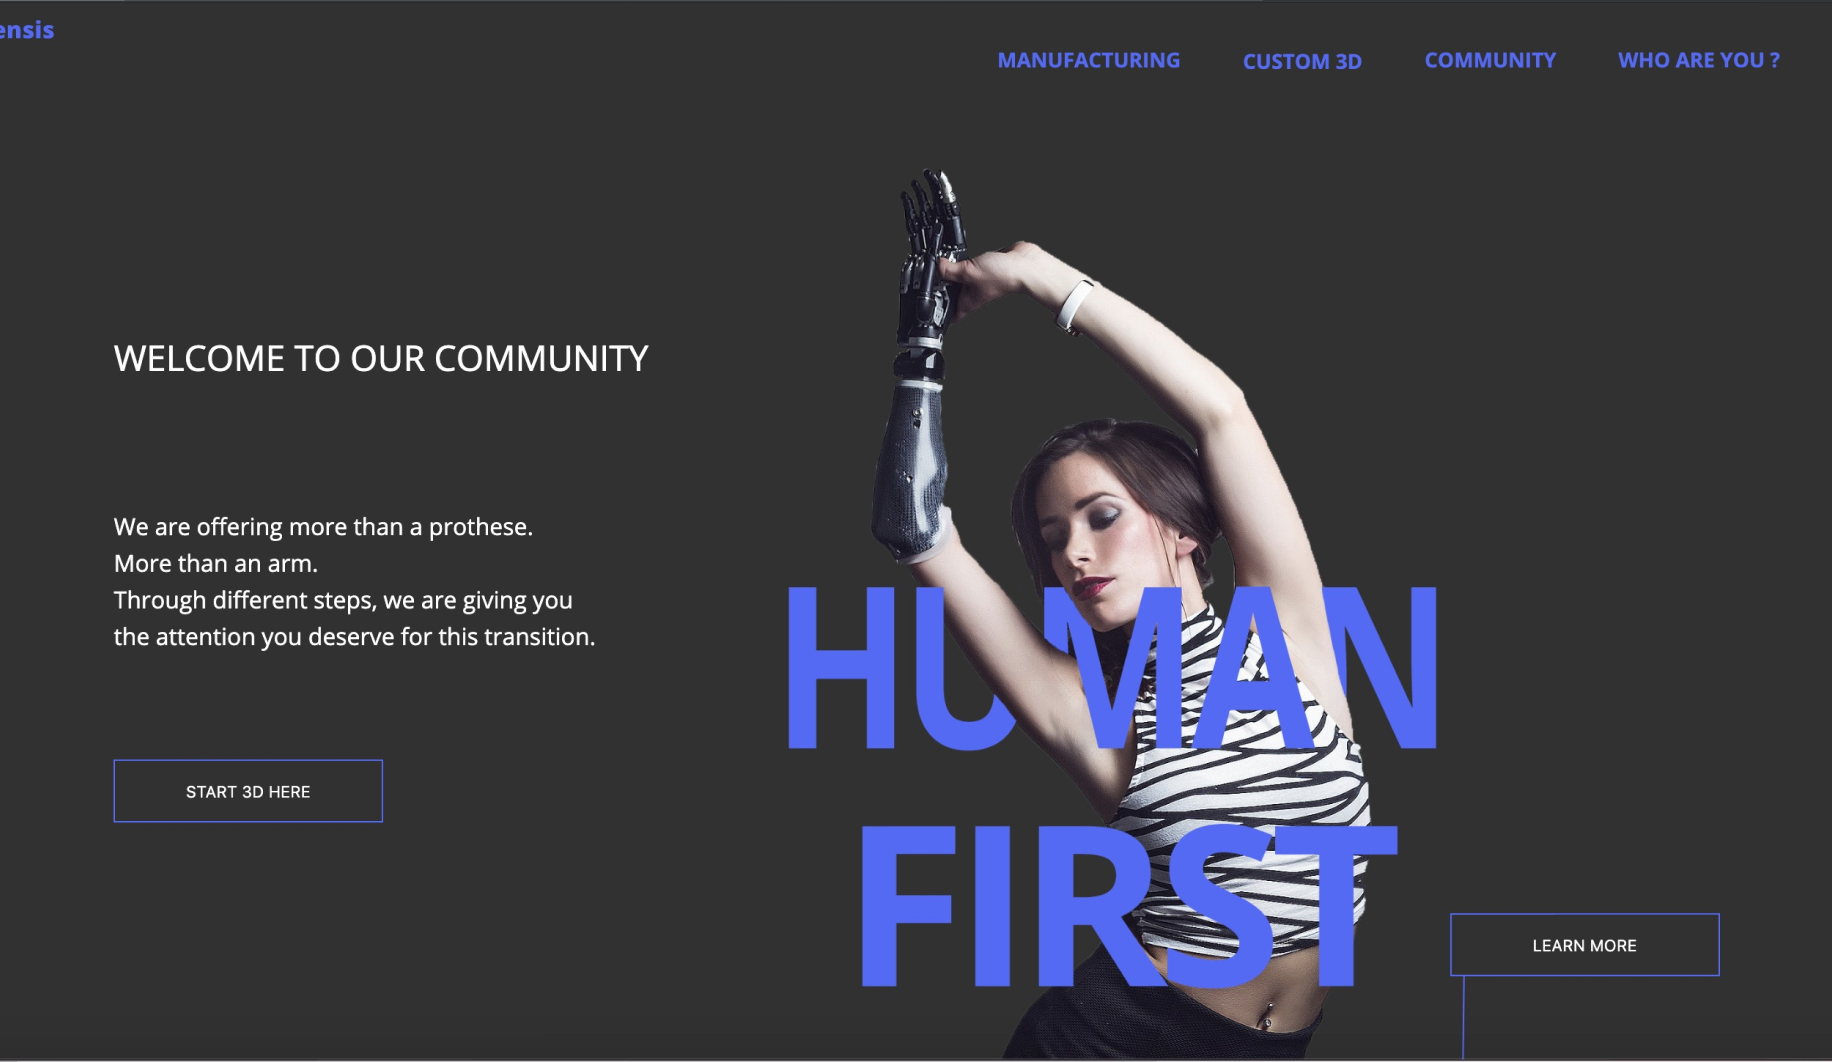 ensis
MANUFACTURING
CUSTOM 3D
COMMUNITY
WHO ARE YOU ?
WELCOME TO OUR COMMUNITY
We are offering more than a prothese.
More than an arm.
Through different steps, we are giving you
the attention you deserve for this transition.
START 3D HERE
HUMAN
FIRST
LEARN MORE